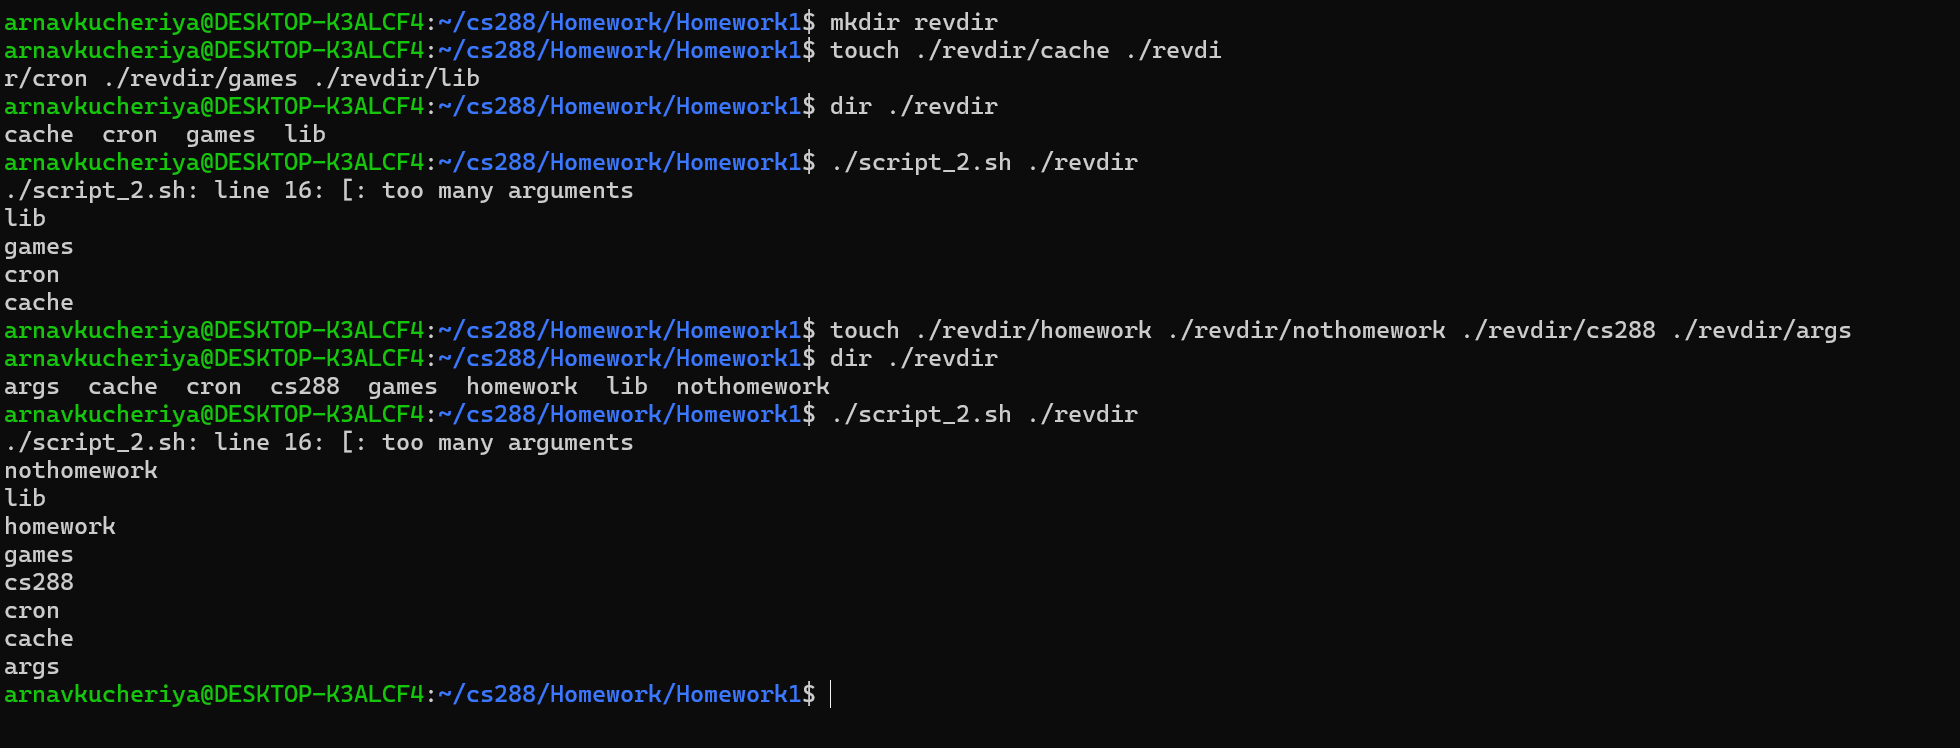 arnavkucheriya@DESKTOP-K3ALCF4:~/cs288/Homework/Homework1$ mkdir revdir
arnavkucheriya@DESKTOP-K3ALCF4:~/cs288/Homework/Homework1$ touch ./revdir/cache ./revdi
r/cron ./revdir/games ./revdir/lib
arnavkucheriya@DESKTOP-K3ALCF4:~/cs288/Homework/Homework1$ dir ./revdir
cache  cron  games  lib
arnavkucheriya@DESKTOP-K3ALCF4:~/cs288/Homework/Homework1$ ./script_2.sh ./revdir
./script_2.sh: line 16: [: too many arguments
lib
games
cron
cache
arnavkucheriya@DESKTOP-K3ALCF4:~/cs288/Homework/Homework1$ touch ./revdir/homework ./revdir/nothomework ./revdir/cs288 ./revdir/args
arnavkucheriya@DESKTOP-K3ALCF4:~/cs288/Homework/Homework1$ dir ./revdir
args  cache  cron  cs288  games  homework  lib  nothomework
arnavkucheriya@DESKTOP-K3ALCF4:~/cs288/Homework/Homework1$ ./script_2.sh ./revdir
./script_2.sh: line 16: [: too many arguments
nothomework
lib
homework
games
cs288
cron
cache
args
arnavkucheriya@DESKTOP-K3ALCF4:~/cs288/Homework/Homework1$